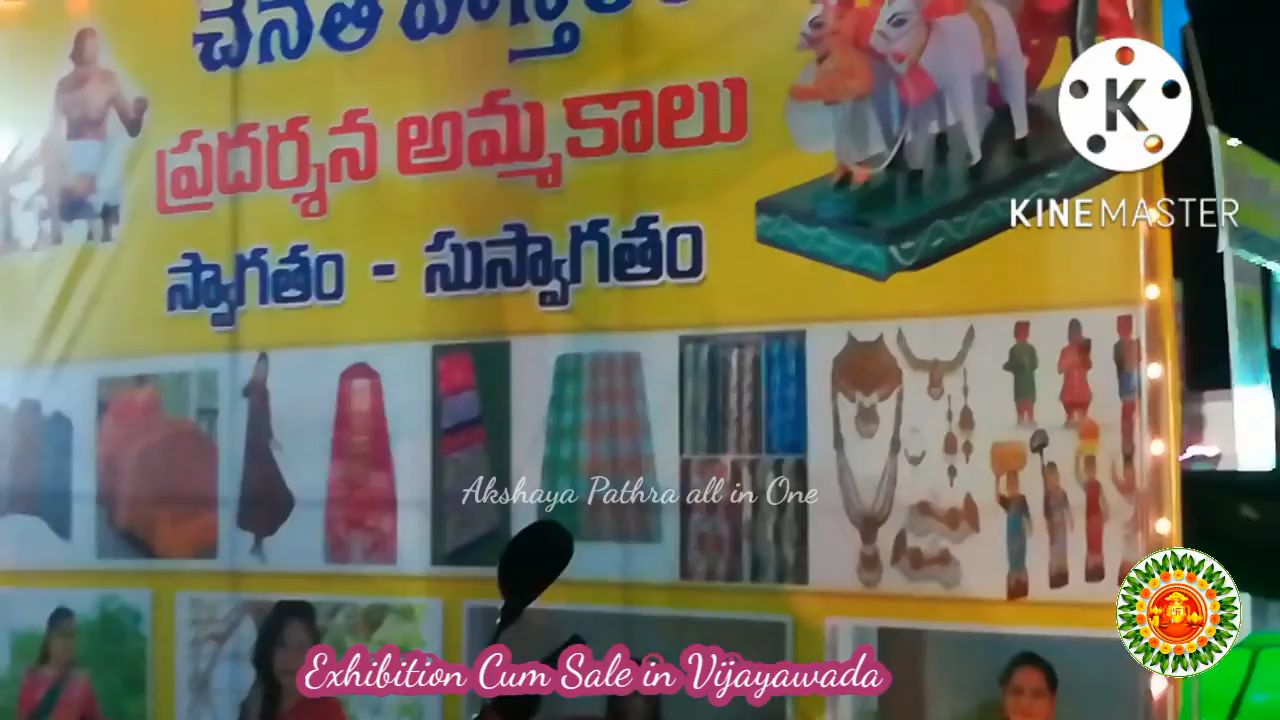 చేనేత
ప్రదర్శన అమ్మకాలు
స్వాగతం - సుస్వాగతం
K
KINEMASTER
Akshaya Pathra all in One
Exhibition Cum Sale in Vijayawada